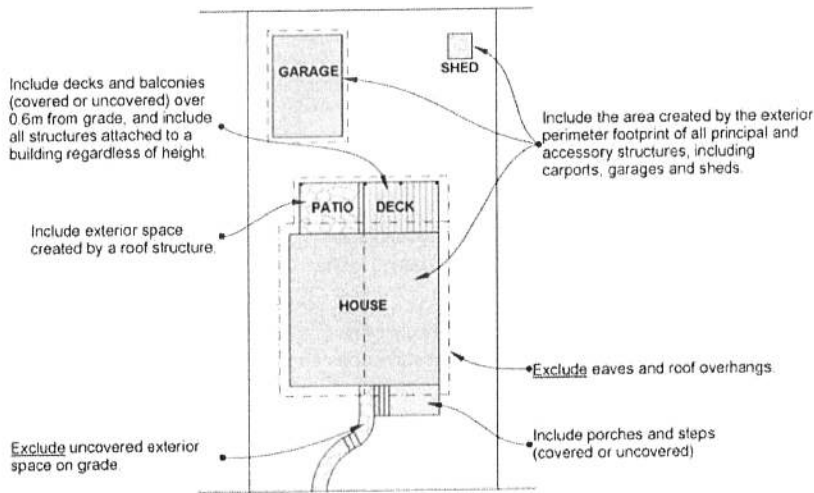 GARAGE
SHED
Include decks and balconies
(covered or uncovered) over
0.6m from grade, and include
all structures attached to a
building regardless of height.
Include the area created by the exterior
perimeter footprint of all principal and
accessory structures, including
carports, garages and sheds.
PATIO
DECK
Include exterior space
created by a roof structure.
HOUSE
Exclude eaves and roof overhangs.
Exclude uncovered exterior
space on grade.
Include porches and steps
(covered or uncovered)